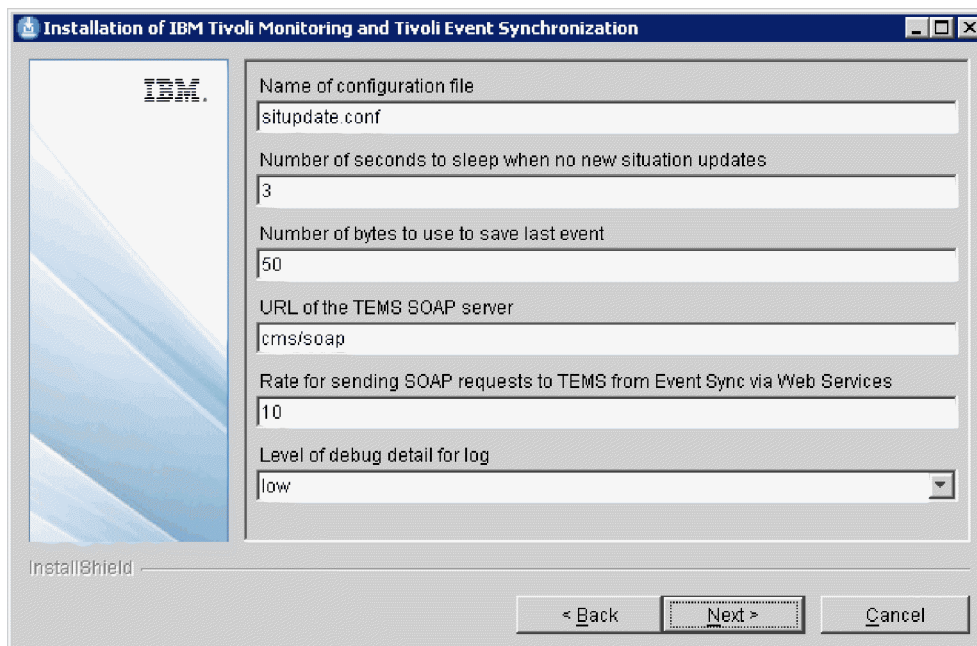 Installation of IBM Tivoli Monitoring and Tivoli Event Synchronization
IBM.
Name of configuration file
situpdate.conf
Number of seconds to sleep when no new situation updates
3
Number of bytes to use to save last event
50
URL of the TEMS SOAP server
cms/soap
Rate for sending SOAP requests to TEMS from Event Sync via Web Services
10
Level of debug detail for log
low
InstallShield
< Back
Next >
Cancel